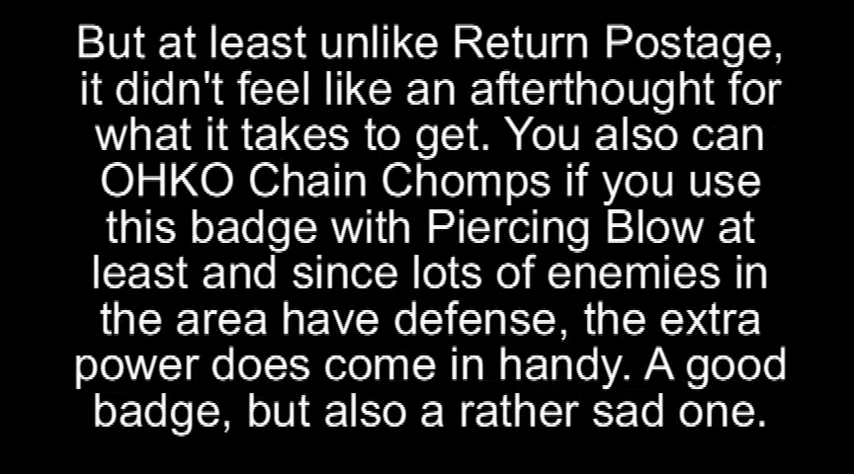 But at least unlike Return Postage,
it didn't feel like an afterthought for
what it takes to get. You also can
OHKO Chain Chomps if you use
this badge with Piercing Blow at
least and since lots of enemies in
the area have defense, the extra
power does come in handy. A good
badge, but also a rather sad one.